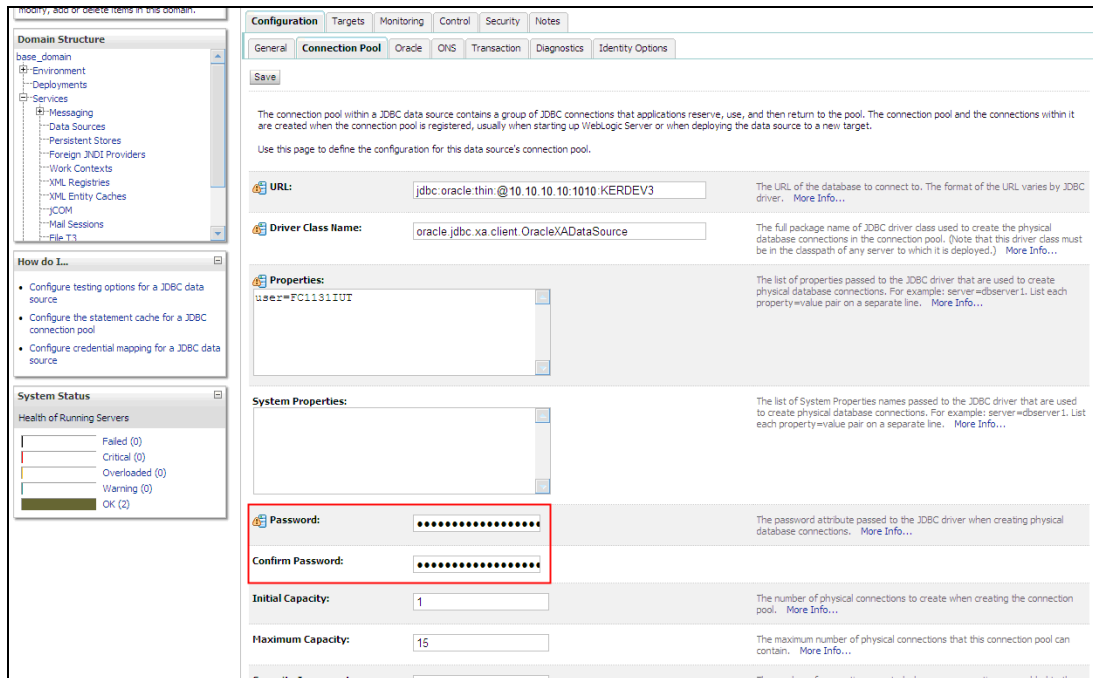 modify, add or delete items in this domain.
Domain Structure
base_domain
Environment
Deployments
Services
Messaging
Data Sources
Persistent Stores
Foreign JNDI Providers
Work Contexts
XML Registries
XML Entity Caches
jCOM
Mail Sessions
File T3
How do I...
Configure testing options for a JDBC data
source
Configure the statement cache for a JDBC
connection pool
Configure credential mapping for a JDBC data
source
System Status
Health of Running Servers
Failed (0)
Critical (0)
Overloaded (0)
Warning (0)
OK (2)
Configuration Targets Monitoring Control Security Notes
General Connection Pool Oracle ONS Transaction Diagnostics Identity Options
Save
The connection pool within a JDBC data source contains a group of JDBC connections that applications reserve, use, and then return to the pool. The connection pool and the connections within it
are created when the connection pool is registered, usually when starting up WebLogic Server or when deploying the data source to a new target.
Use this page to define the configuration for this data source's connection pool.
URL:
jdbc:oracle:thin:@10.10.10.10:1010:KERDEV3
The URL of the database to connect to. The format of the URL varies by JDBC
driver. More Info...
Driver Class Name:
oracle.jdbc.xa.client.OracleXADataSource
The full package name of JDBC driver class used to create the physical
database connections in the connection pool. (Note that this driver class must
be in the classpath of any server to which it is deployed.) More Info...
Properties:
user=FC1131IUT
The list of properties passed to the JDBC driver that are used to create
physical database connections. For example: server=dbserver1. List each
property=value pair on a separate line. More Info...
System Properties:
The list of System Properties names passed to the JDBC driver that are used
to create physical database connections. For example: server=dbserver1. List
each property=value pair on a separate line. More Info...
Password:
The password attribute passed to the JDBC driver when creating physical
database connections. More Info...
Confirm Password:
Initial Capacity:
1
The number of physical connections to create when creating the connection
pool. More Info...
Maximum Capacity:
15
The maximum number of physical connections that this connection pool can
contain. More Info...